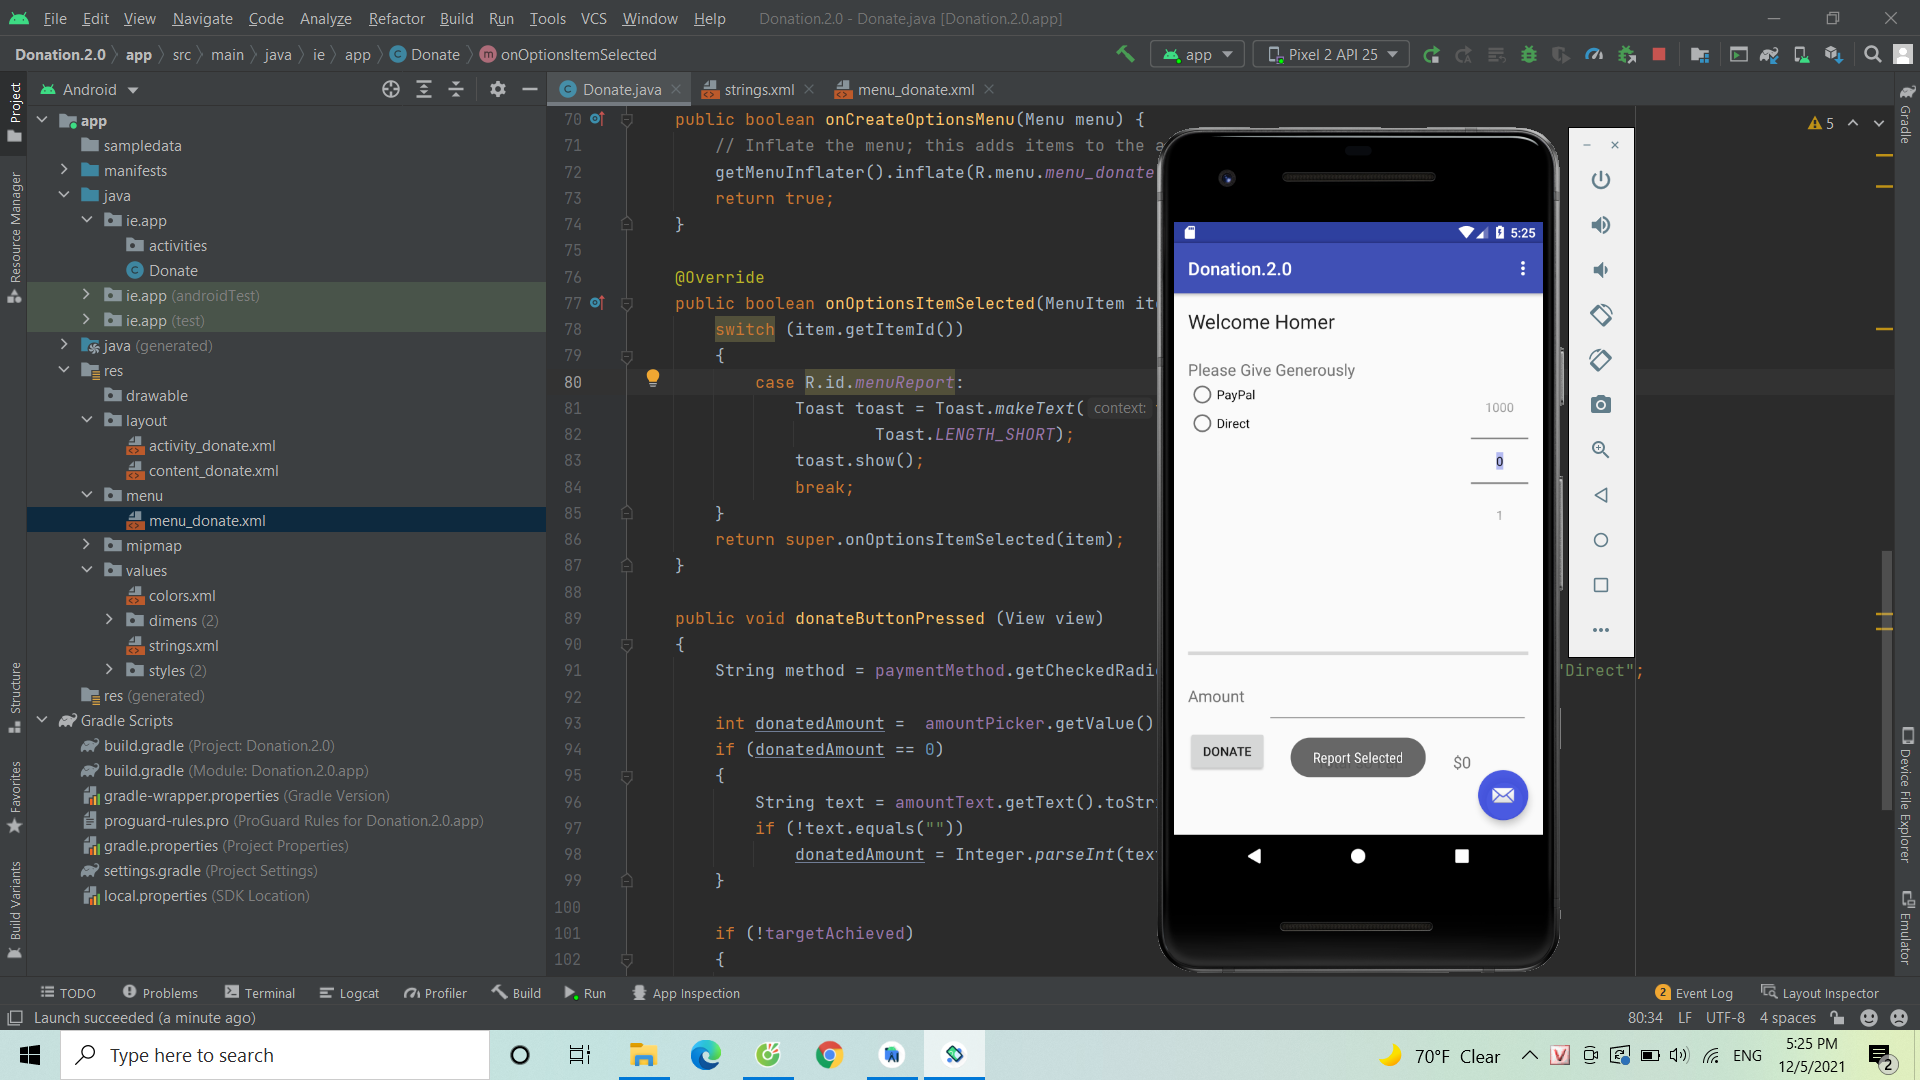 File Edit View Navigate Code Analyze Refactor Build Run Tools VCS Window Help Donation.2.0 - Donate.java [Donation.2.0.app]
Donation.2.0 app src main java ie app Donate onOptionsItemSelected app Pixel 2 API 25
Android
Donate.java strings.xml menu_donate.xml
Project
Resource Manager
Structure
Favorites
Build Variants
app
sampledata
manifests
java
ie.app
activities
Donate
ie.app (androidTest)
ie.app (test)
java (generated)
res
drawable
layout
activity_donate.xml
content_donate.xml
menu
menu_donate.xml
mipmap
values
colors.xml
dimens (2)
strings.xml
styles (2)
res (generated)
Gradle Scripts
build.gradle (Project: Donation.2.0)
build.gradle (Module: Donation.2.0.app)
gradle-wrapper.properties (Gradle Version)
proguard-rules.pro (ProGuard Rules for Donation.2.0.app)
gradle.properties (Project Properties)
settings.gradle (Project Settings)
local.properties (SDK Location)
70 public boolean onCreateOptionsMenu(Menu menu) {
71 // Inflate the menu; this adds items to the a
72 getMenuInflater().inflate(R.menu.menu_donate
73 return true;
74 }
75
76 @Override
77 public boolean onOptionsItemSelected(MenuItem it
78 switch (item.getItemId())
79 {
80 case R.id.menuReport:
81 Toast toast = Toast.makeText( context:
82 Toast.LENGTH_SHORT);
83 toast.show();
84 break;
85 }
86 return super.onOptionsItemSelected(item);
87 }
88
89 public void donateButtonPressed (View view)
90 {
91 String method = paymentMethod.getCheckedRadi "Direct";
92
93 int donatedAmount = amountPicker.getValue()
94 if (donatedAmount == 0)
95 {
96 String text = amountText.getText().toStr
97 if (!text.equals(""))
98 donatedAmount = Integer.parseInt(tex
99 }
100
101 if (!targetAchieved)
102 {
5
5:25
Donation.2.0
Welcome Homer
Please Give Generously
PayPal
Direct
1000
0
1
Amount
DONATE
Report Selected
$0
Gradle
Device File Explorer
Emulator
TODO Problems Terminal Logcat Profiler Build Run App Inspection 2 Event Log Layout Inspector
Launch succeeded (a minute ago) 80:34 LF UTF-8 4 spaces
Type here to search 70°F Clear ENG 5:25 PM
12/5/2021 2